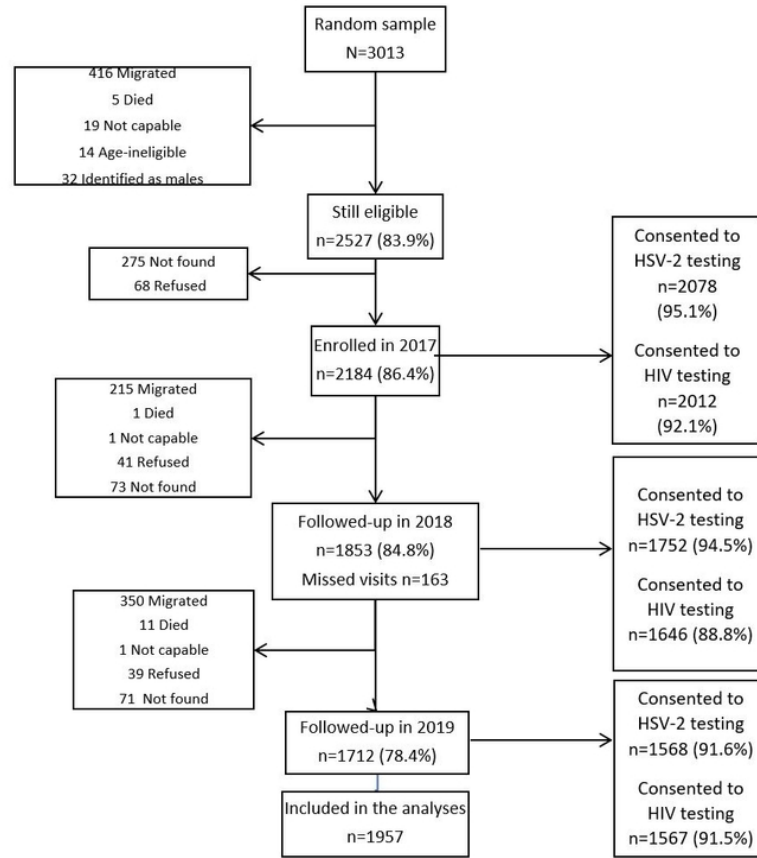 Random sample
N=3013
416 Migrated
5 Died
19 Not capable
14 Age-ineligible
32 Identified as males
Still eligible
n=2527 (83.9%)
275 Not found
68 Refused
Enrolled in 2017
n=2184 (86.4%)
Consented to
HSV-2 testing
n=2078
(95.1%)
Consented to
HIV testing
n=2012
(92.1%)
215 Migrated
1 Died
1 Not capable
41 Refused
73 Not found
Followed-up in 2018
n=1853 (84.8%)
Missed visits n=163
Consented to
HSV-2 testing
n=1752 (94.5%)
Consented to
HIV testing
n=1646 (88.8%)
350 Migrated
11 Died
1 Not capable
39 Refused
71 Not found
Followed-up in 2019
n=1712 (78.4%)
Consented to
HSV-2 testing
n=1568 (91.6%)
Consented to
HIV testing
n=1567 (91.5%)
Included in the analyses
n=1957